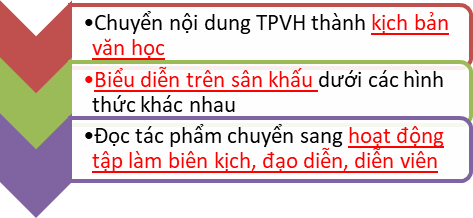 •Chuyển nội dung TPVH thành kịch bản
văn học
•Biểu diễn trên sân khấu dưới các hình
thức khác nhau
•Đọc tác phẩm chuyển sang hoạt động
tập làm biên kịch, đạo diễn, diễn viên